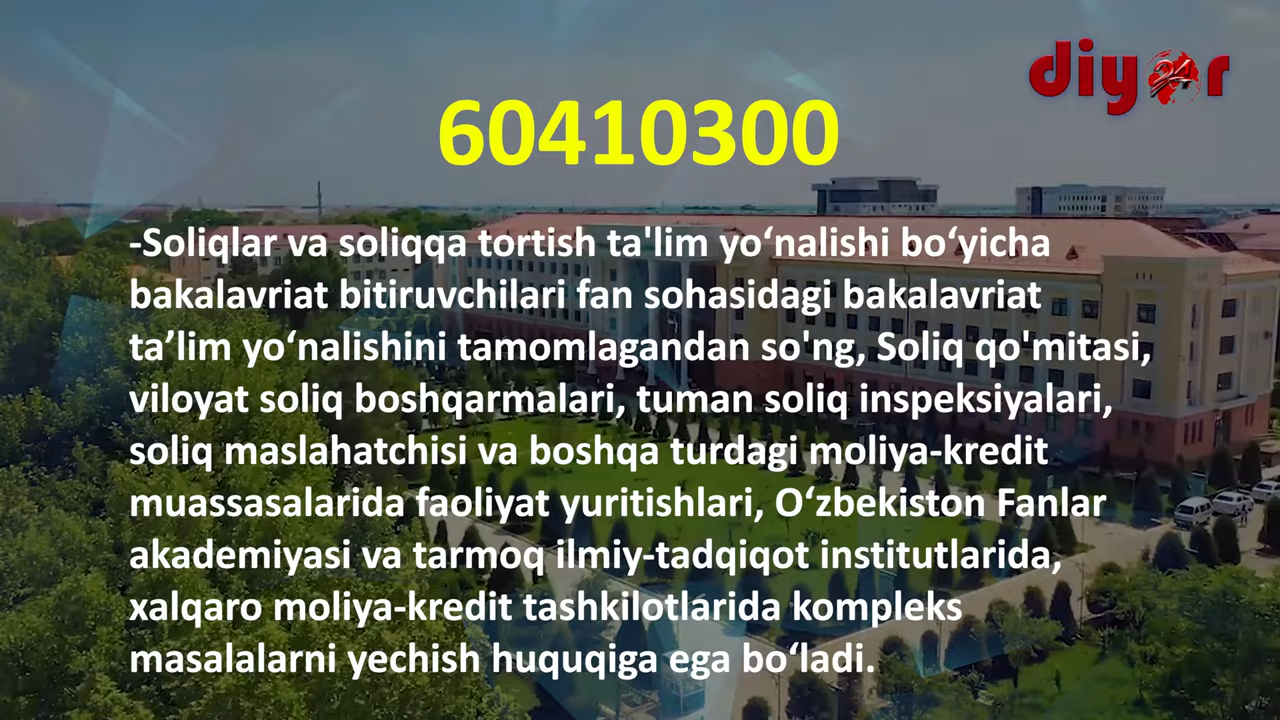 diyor
24
60410300
-Soliqlar va soliqqa tortish ta'lim yo‘nalishi bo‘yicha
bakalavriat bitiruvchilari fan sohasidagi bakalavriat
ta’lim yo‘nalishini tamomlagandan so'ng, Soliq qo'mitasi,
viloyat soliq boshqarmalari, tuman soliq inspeksiyalari,
soliq maslahatchisi va boshqa turdagi moliya-kredit
muassasalarida faoliyat yuritishlari, O‘zbekiston Fanlar
akademiyasi va tarmoq ilmiy-tadqiqot institutlarida,
xalqaro moliya-kredit tashkilotlarida kompleks
masalalarni yechish huquqiga ega bo‘ladi.